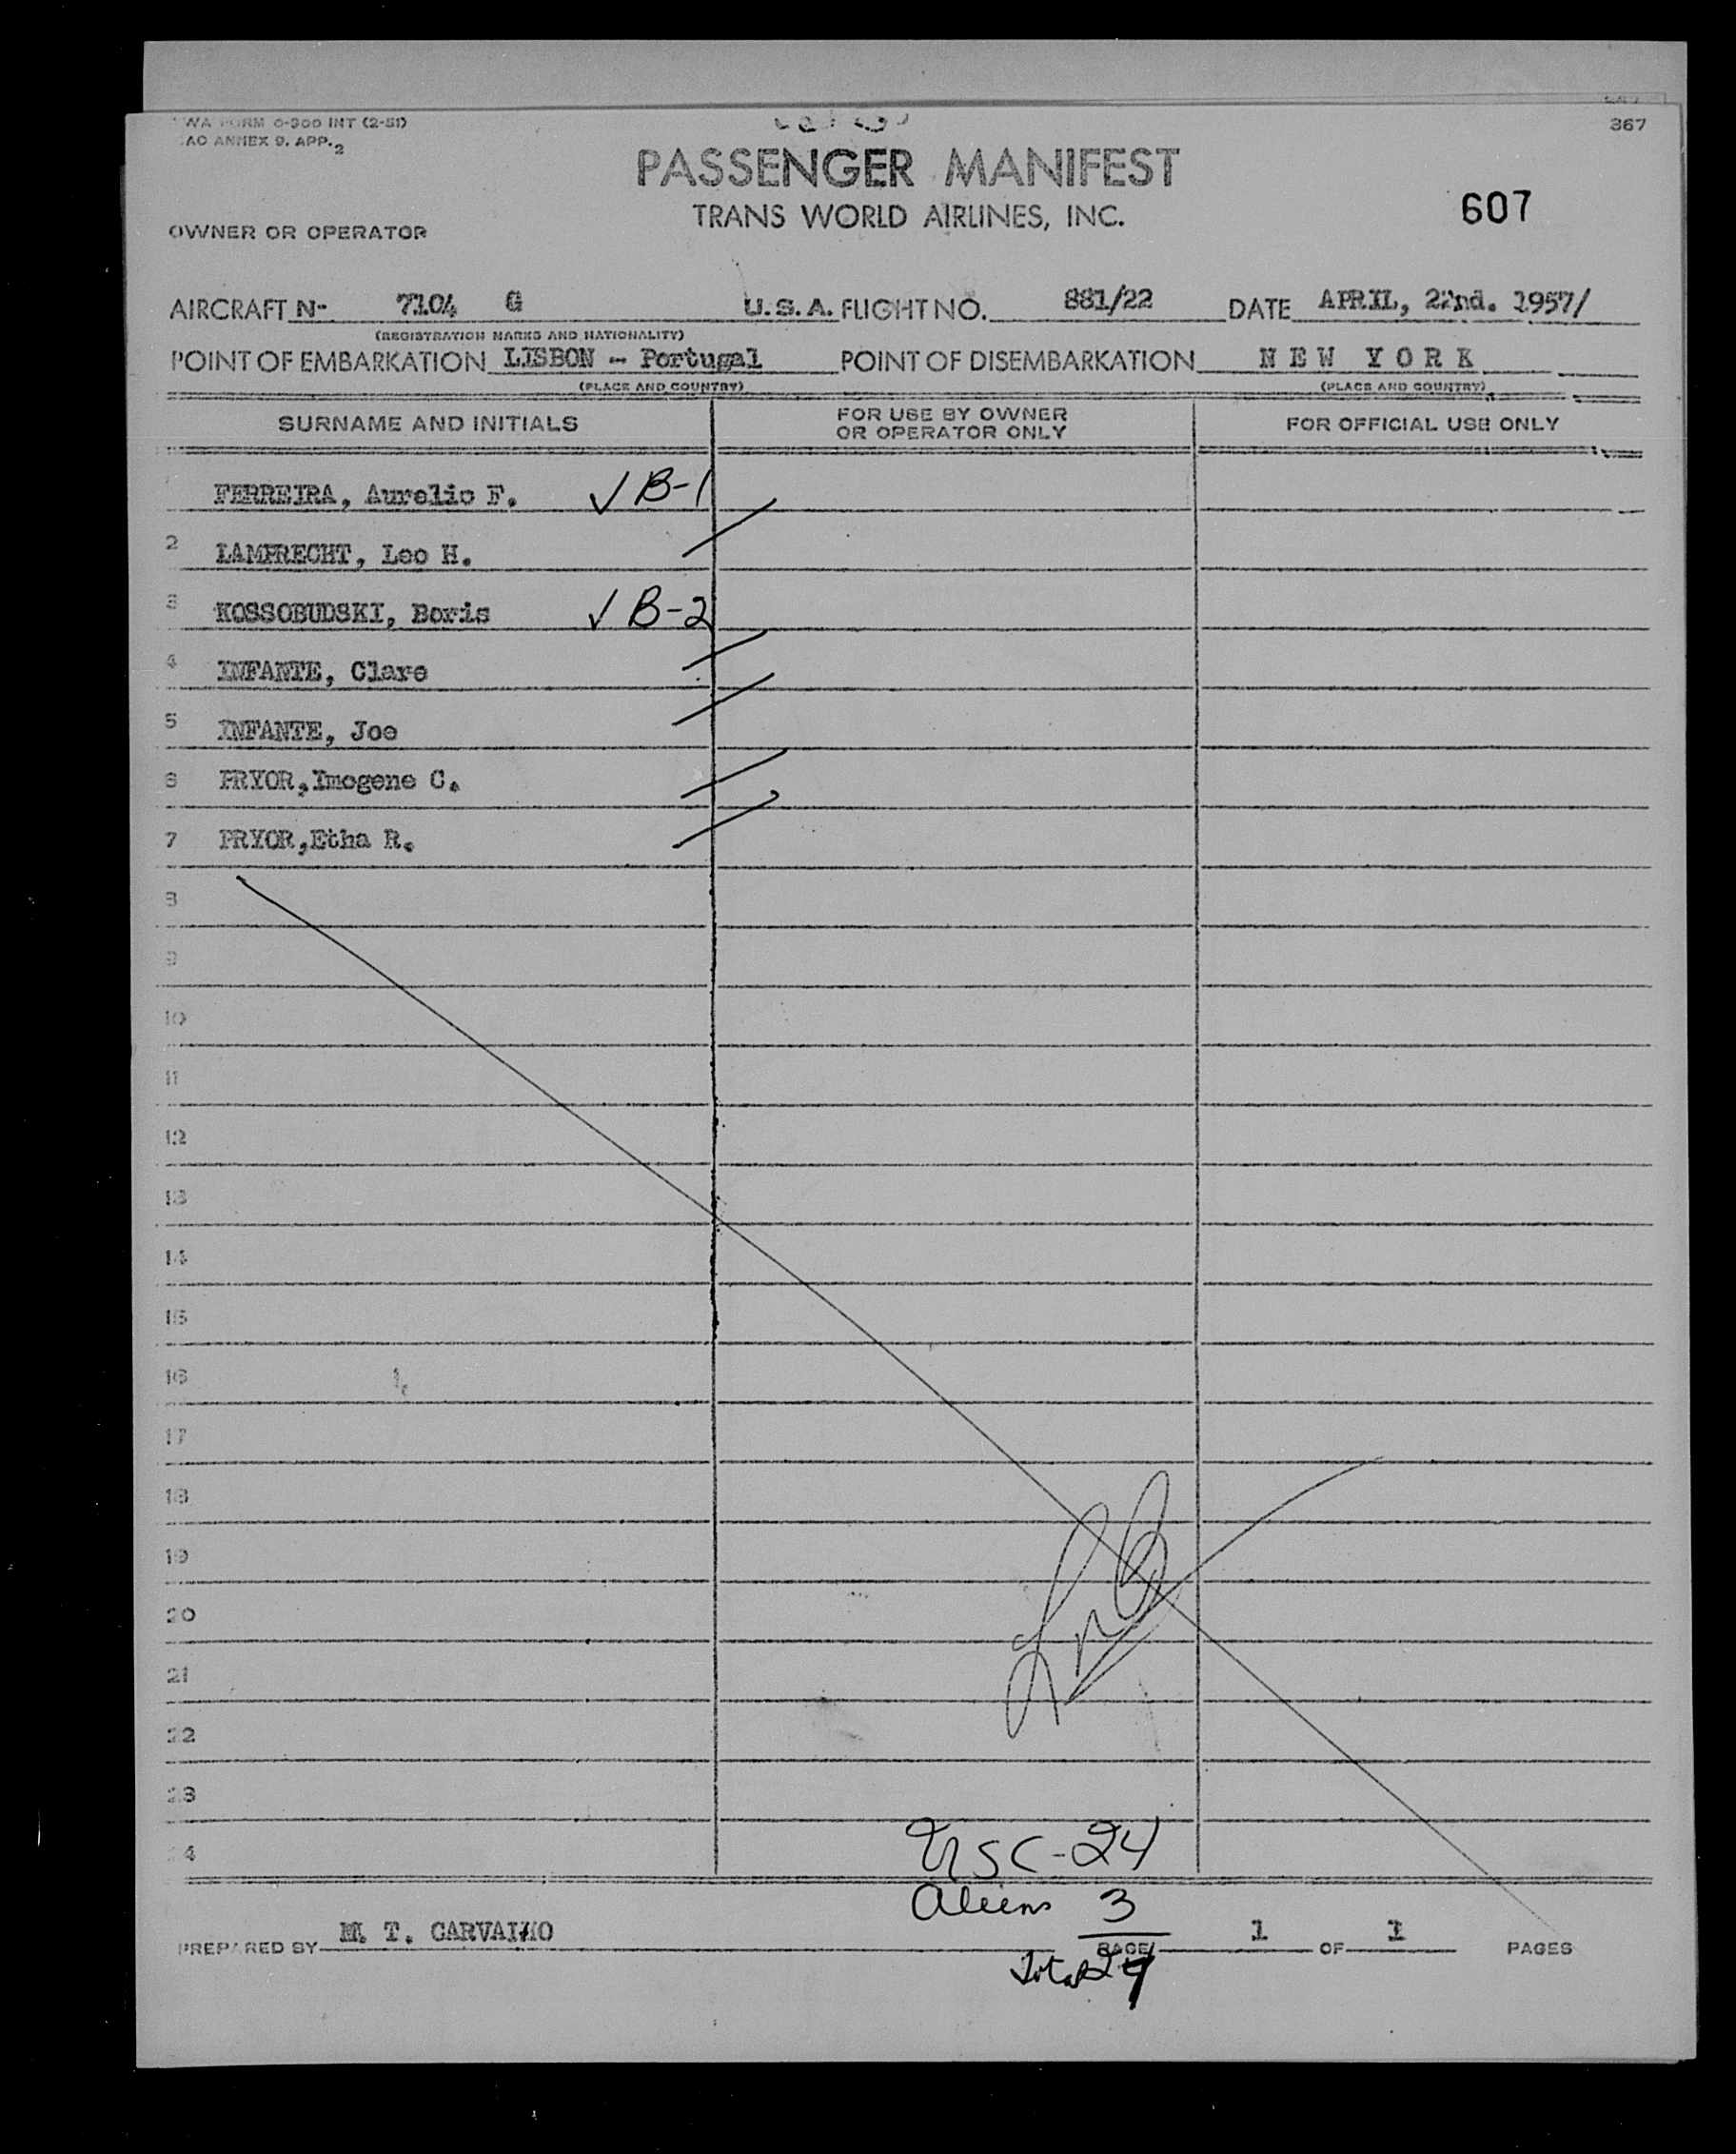 TWA FORM 0-300 INT (2-51)
367
ICAO ANNEX 9. APP. 2
PASSENGER MANIFEST
607
TRANS WORLD AIRLINES, INC.
OWNER OR OPERATOR
AIRCRAFT N- 7104 G U.S.A. FLIGHT NO. 881/22 DATE APRIL, 22nd. 1957/
(REGISTRATION MARKS AND NATIONALITY)
POINT OF EMBARKATION LISBON - Portugal POINT OF DISEMBARKATION NEW YORK
(PLACE AND COUNTRY) (PLACE AND COUNTRY)
SURNAME AND INITIALS FOR USE BY OWNER OR OPERATOR ONLY FOR OFFICIAL USE ONLY
FERREIRA, Aurelio F. ✓ B-1
2 LAMPRECHT, Leo H.
3 KOSSOBUDSKI, Boris ✓ B-2
4 INFANTE, Clare
5 INFANTE, Joe
6 PRYOR, Imogene C.
7 PRYOR, Etha R.
8
9
10
11
12
13
14
15
16
17
18
19
20
21
22
23
24
USC-24
Aliens 3
PREPARED BY M. T. CARVALHO PAGE 1 OF 1 PAGES
Total 27